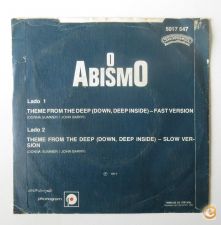 5017 547
O
ABISMO
Lado 1
THEME FROM THE DEEP (DOWN, DEEP INSIDE) – FAST VERSION
(DONNA SUMMER / JOHN BARRY)
Lado 2
THEME FROM THE DEEP (DOWN, DEEP INSIDE) – SLOW VER-
SION
(DONNA SUMMER / JOHN BARRY)
phonogram